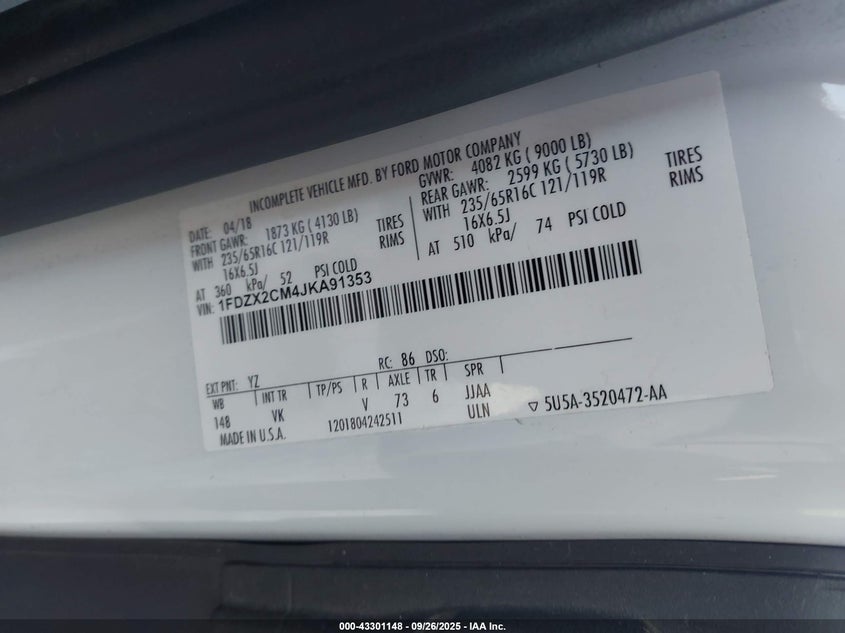 INCOMPLETE VEHICLE MFD. BY FORD MOTOR COMPANY
DATE: 04/18
GVWR: 4082 KG ( 9000 LB)
FRONT GAWR: 1873 KG ( 4130 LB)
REAR GAWR: 2599 KG ( 5730 LB)
WITH 235/65R16C 121/119R TIRES
WITH 235/65R16C 121/119R TIRES
16X6.5J RIMS
16X6.5J RIMS
AT 360 kPa/ 52 PSI COLD
AT 510 kPa/ 74 PSI COLD
VIN: 1FDZX2CM4JKA91353
EXT PNT: YZ RC: 86 DSO:
WB INT TR TP/PS R AXLE TR SPR
148 VK V 73 6 JJAA
MADE IN U.S.A. 1201804242511 ULN ▽ 5U5A-3520472-AA
000-43301148 - 09/26/2025 - IAA Inc.